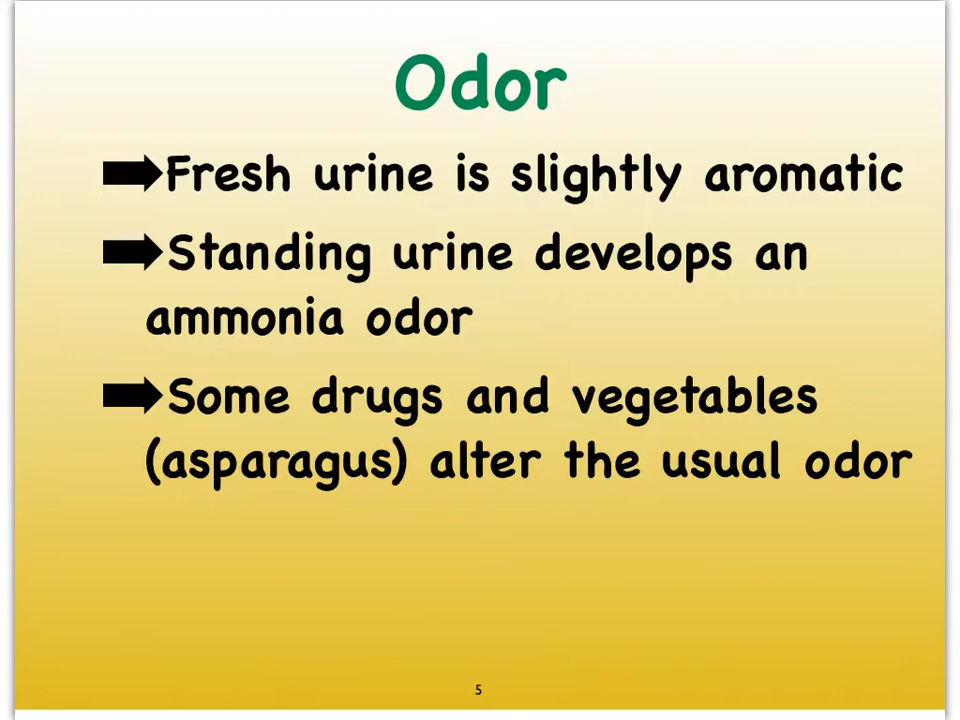 Odor
Fresh urine is slightly aromatic
Standing urine develops an
ammonia odor
Some drugs and vegetables
(asparagus) alter the usual odor
5